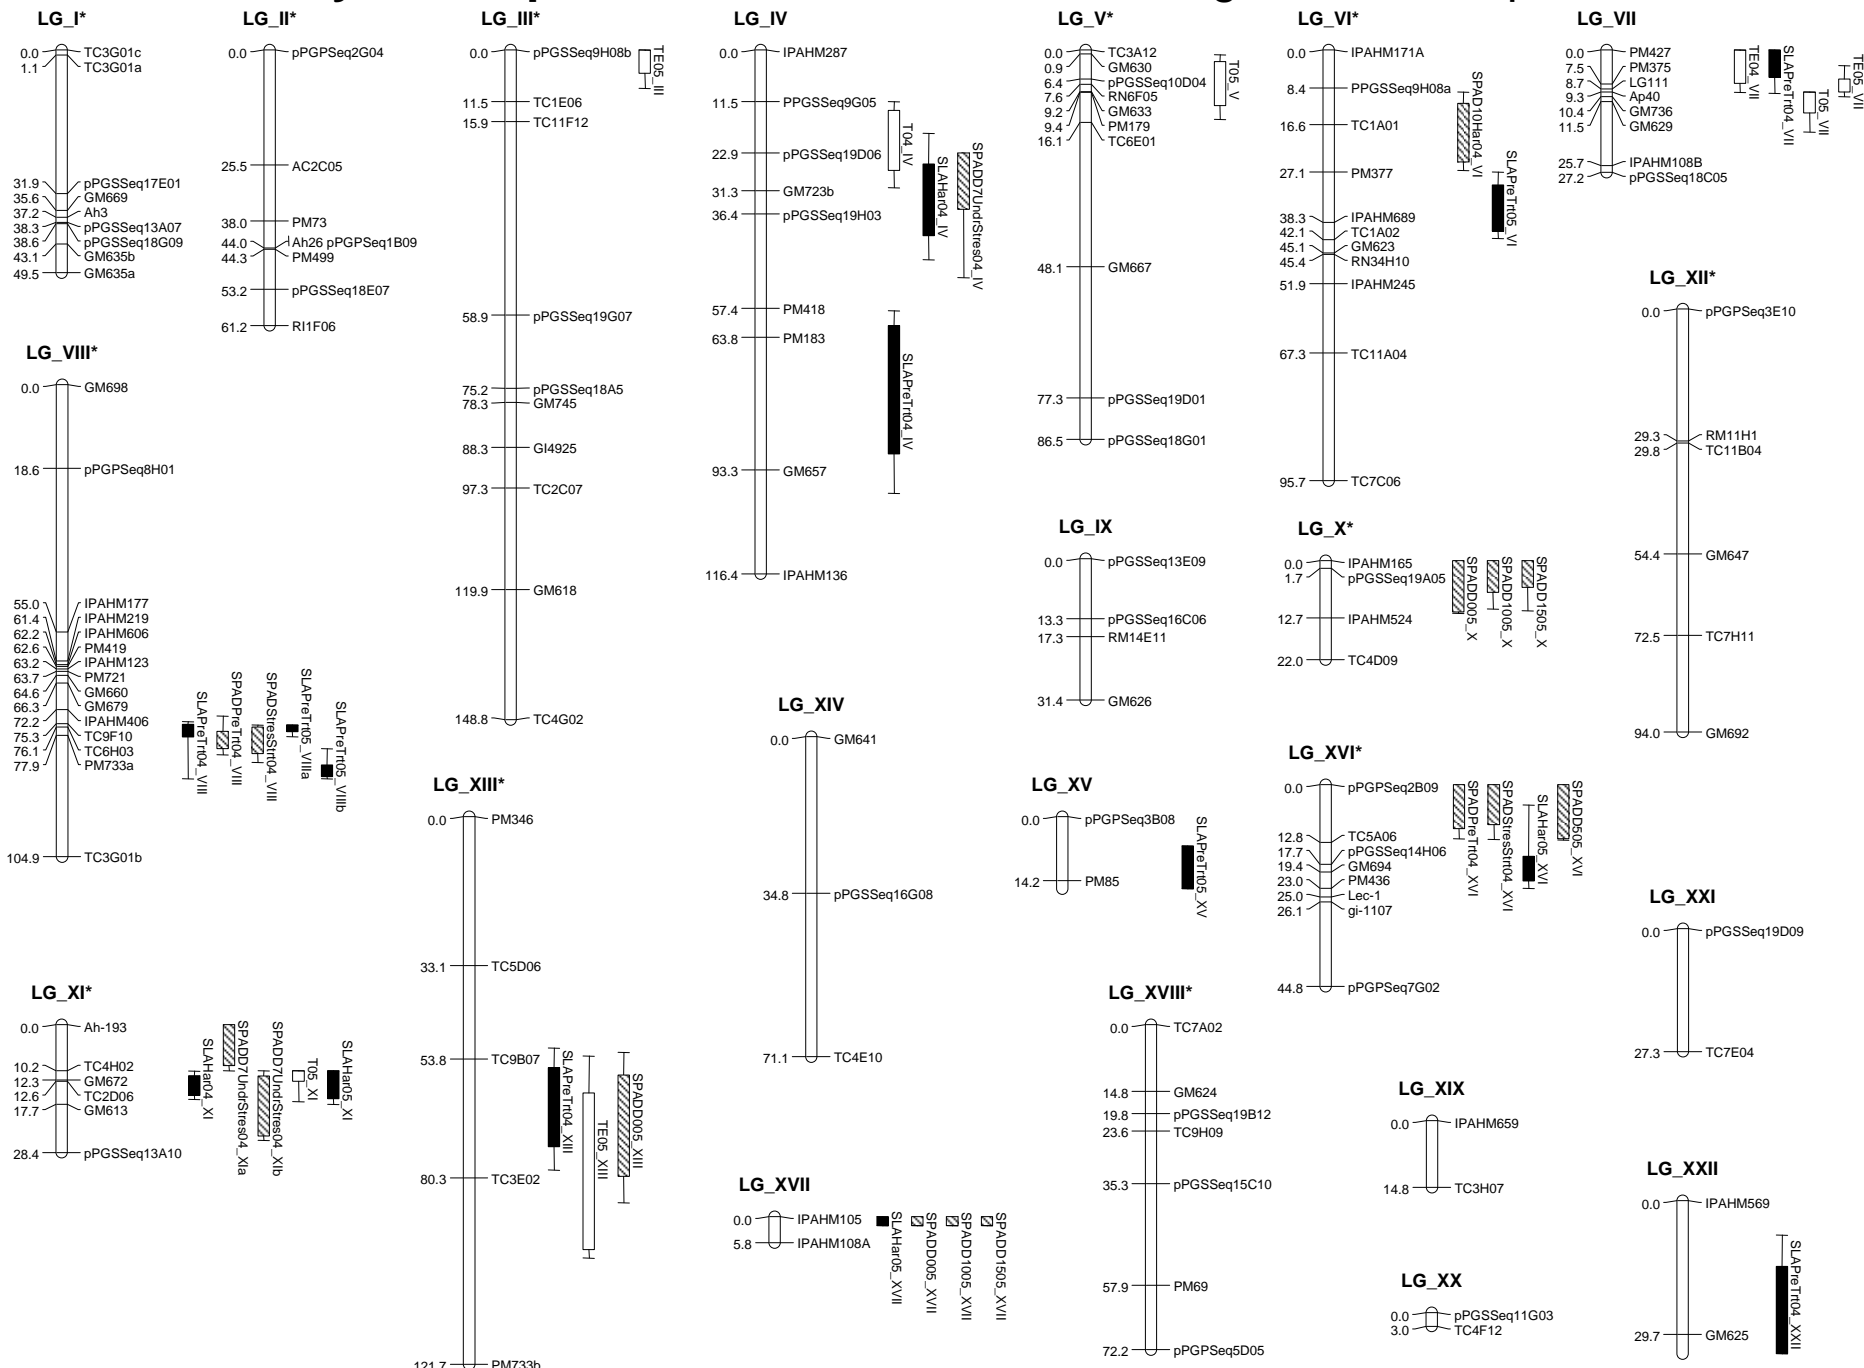 LG_I*
0.0 TC3G01c
1.1 TC3G01a
31.9 pPGSSeq17E01
35.6 GM669
37.2 Ah3
38.3 pPGSSeq13A07
38.6 pPGSSeq18G09
43.1 GM635b
49.5 GM635a
LG_II*
0.0 pPGPSeq2G04
25.5 AC2C05
38.0 PM73
44.0 Ah26 pPGPSeq1B09
44.3 PM499
53.2 pPGSSeq18E07
61.2 RI1F06
LG_III*
0.0 pPGSSeq9H08b
11.5 TC1E06
15.9 TC11F12
58.9 pPGSSeq19G07
75.2 pPGSSeq18A5
78.3 GM745
88.3 GI4925
97.3 TC2C07
119.9 GM618
148.8 TC4G02
TE05_III
LG_IV
0.0 IPAHM287
11.5 PPGSSeq9G05
22.9 pPGSSeq19D06
31.3 GM723b
36.4 pPGSSeq19H03
57.4 PM418
63.8 PM183
93.3 GM657
116.4 IPAHM136
T04_IV
SLAHar04_IV
SPADD7UndrStres04_IV
SLAPreTrt04_IV
LG_V*
0.0 TC3A12
0.9 GM630
6.4 pPGSSeq10D04
7.6 RN6F05
9.2 GM633
9.4 PM179
16.1 TC6E01
48.1 GM667
77.3 pPGSSeq19D01
86.5 pPGSSeq18G01
T05_V
LG_VI*
0.0 IPAHM171A
8.4 PPGSSeq9H08a
16.6 TC1A01
27.1 PM377
38.3 IPAHM689
42.1 TC1A02
45.1 GM623
45.4 RN34H10
51.9 IPAHM245
67.3 TC11A04
95.7 TC7C06
SPAD10Har04_VI
SLAPreTrt05_VI
LG_VII
0.0 PM427
7.5 PM375
8.7 LG111
9.3 Ap40
10.4 GM736
11.5 GM629
25.7 IPAHM108B
27.2 pPGSSeq18C05
TE04_VII
SLAPreTrt04_VII
T05_VII
TE05_VII
LG_VIII*
0.0 GM698
18.6 pPGPSeq8H01
55.0 IPAHM177
61.4 IPAHM219
62.2 IPAHM606
62.6 PM419
63.2 IPAHM123
63.7 PM721
64.6 GM660
66.3 GM679
72.2 IPAHM406
75.3 TC9F10
76.1 TC6H03
77.9 PM733a
104.9 TC3G01b
SLAPreTrt04_VIII
SPADPreTrt04_VIII
SPADStresStrt04_VIII
SLAPreTrt05_VIIIa
SLAPreTrt05_VIIIb
LG_IX
0.0 pPGSSeq13E09
13.3 pPGSSeq16C06
17.3 RM14E11
31.4 GM626
LG_X*
0.0 IPAHM165
1.7 pPGSSeq19A05
12.7 IPAHM524
22.0 TC4D09
SPADD005_X
SPADD1005_X
SPADD1505_X
LG_XII*
0.0 pPGPSeq3E10
29.3 RM11H1
29.8 TC11B04
54.4 GM647
72.5 TC7H11
94.0 GM692
LG_XI*
0.0 Ah-193
10.2 TC4H02
12.3 GM672
12.6 TC2D06
17.7 GM613
28.4 pPGSSeq13A10
SLAHar04_XI
SPADD7UndrStres04_XIa
SPADD7UndrStres04_XIb
T05_XI
SLAHar05_XI
LG_XIII*
0.0 PM346
33.1 TC5D06
53.8 TC9B07
80.3 TC3E02
121.7 PM733b
SLAPreTrt04_XIII
TE05_XIII
SPADD005_XIII
LG_XIV
0.0 GM641
34.8 pPGSSeq16G08
71.1 TC4E10
LG_XV
0.0 pPGPSeq3B08
14.2 PM85
SLAPreTrt05_XV
LG_XVI*
0.0 pPGPSeq2B09
12.8 TC5A06
17.7 pPGSSeq14H06
19.4 GM694
23.0 PM436
25.0 Lec-1
26.1 gi-1107
44.8 pPGPSeq7G02
SPADPreTrt04_XVI
SPADStresStrt04_XVI
SLAHar05_XVI
SPADD505_XVI
LG_XVII
0.0 IPAHM105
5.8 IPAHM108A
SLAHar05_XVII
SPADD005_XVII
SPADD1005_XVII
SPADD1505_XVII
LG_XVIII*
0.0 TC7A02
14.8 GM624
19.8 pPGSSeq19B12
23.6 TC9H09
35.3 pPGSSeq15C10
57.9 PM69
72.2 pPGPSeq5D05
LG_XIX
0.0 IPAHM659
14.8 TC3H07
LG_XX
0.0 pPGSSeq11G03
3.0 TC4F12
LG_XXI
0.0 pPGSSeq19D09
27.3 TC7E04
LG_XXII
0.0 IPAHM569
29.7 GM625
SLAPreTrt04_XXII